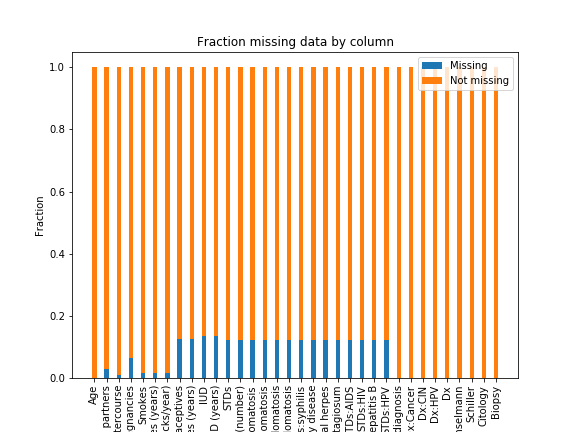 Fraction missing data by column
Missing
Not missing
Fraction
1.0
0.8
0.6
0.4
0.2
0.0
Age
partners
tercourse
gnancies
Smokes
s (years)
cks/year)
aceptives
es (years)
IUD
D (years)
STDs
(number)
omatosis
omatosis
omatosis
omatosis
s:syphilis
y disease
al herpes
tagiosum
TDs:AIDS
STDs:HIV
epatitis B
STDs:HPV
diagnosis
x:Cancer
Dx:CIN
Dx:HPV
Dx
nselmann
Schiller
Citology
Biopsy